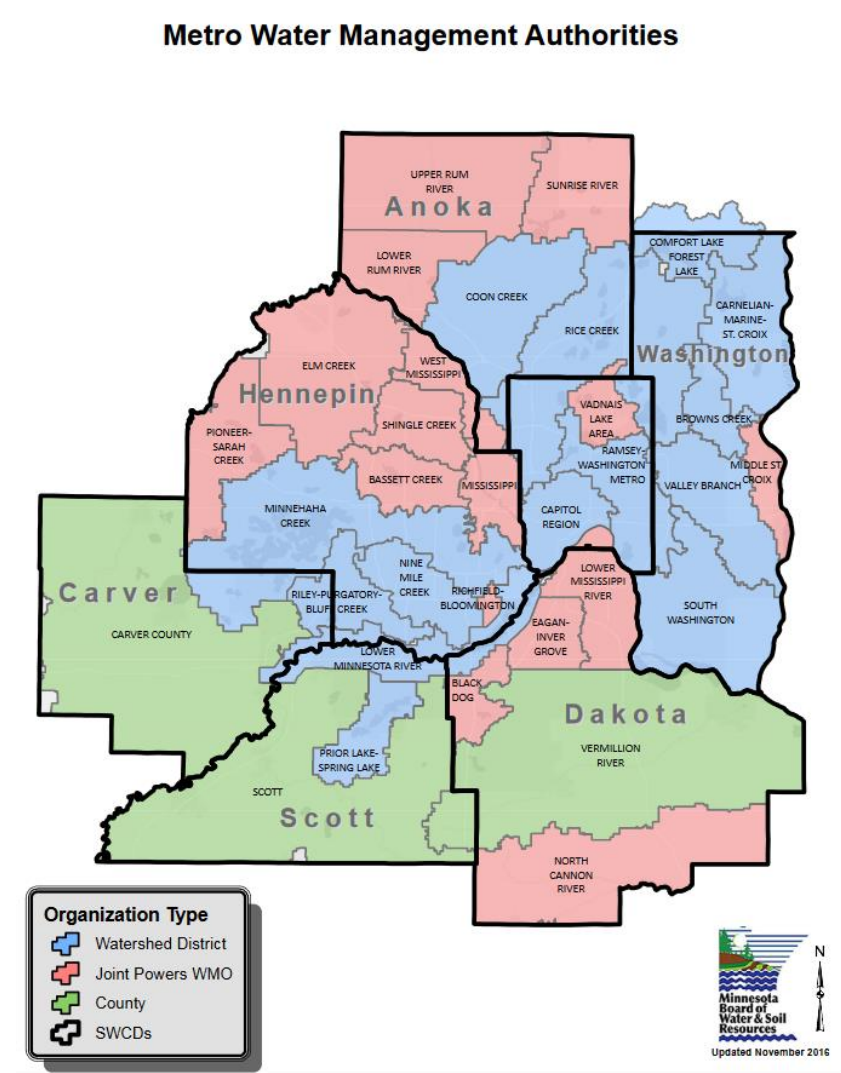 Metro Water Management Authorities
UPPER RUM
RIVER
SUNRISE RIVER
Anoka
LOWER
RUM RIVER
COMFORT LAKE
FOREST
LAKE
COON CREEK
CARNELIAN-
MARINE-
ST. CROIX
RICE CREEK
Washington
ELM CREEK
WEST
MISSISSIPPI
Hennepin
VADNAIS
LAKE
AREA
BROWNS CREEK
SHINGLE CREEK
PIONEER-
SARAH
CREEK
RAMSEY-
WASHINGTON
METRO
MIDDLE ST.
CROIX
BASSETT CREEK
MISSISSIPPI
VALLEY BRANCH
MINNEHAHA
CREEK
CAPITOL
REGION
NINE
MILE
CREEK
LOWER
MISSISSIPPI
RIVER
Carver
RILEY-PURGATORY-
BLUFF CREEK
RICHFIELD-
BLOOMINGTON
SOUTH
WASHINGTON
EAGAN-
INVER
GROVE
CARVER COUNTY
LOWER
MINNESOTA RIVER
BLACK
DOG
Dakota
VERMILLION
RIVER
PRIOR LAKE-
SPRING LAKE
SCOTT
Scott
NORTH
CANNON
RIVER
Organization Type
Watershed District
Joint Powers WMO
County
SWCDs
N
Minnesota
Board of
Water & Soil
Resources
Updated November 2016